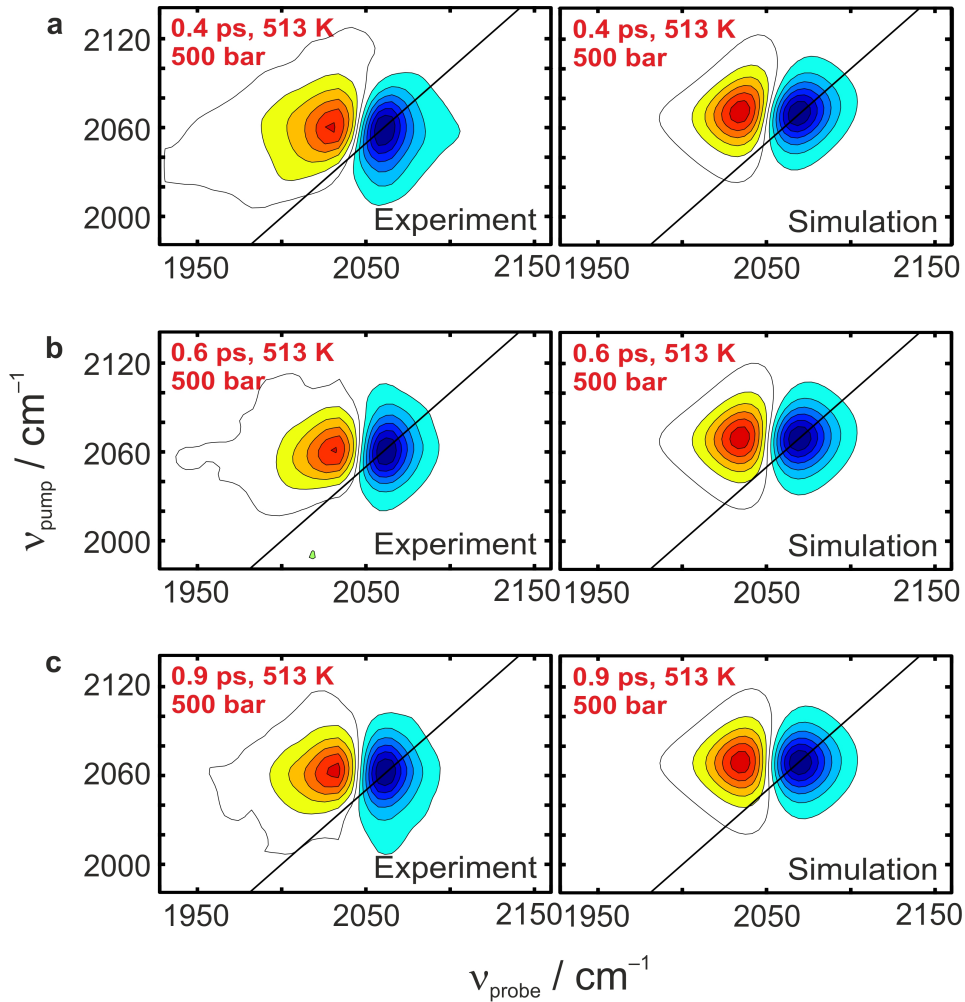 a
0.4 ps, 513 K
500 bar
Experiment
2120
2060
2000
1950
2050
2150
0.4 ps, 513 K
500 bar
Simulation
1950
2050
2150
b
0.6 ps, 513 K
500 bar
Experiment
2120
2060
2000
1950
2050
2150
0.6 ps, 513 K
500 bar
Simulation
1950
2050
2150
νpump / cm⁻¹
c
0.9 ps, 513 K
500 bar
Experiment
2120
2060
2000
1950
2050
2150
0.9 ps, 513 K
500 bar
Simulation
1950
2050
2150
νprobe / cm⁻¹